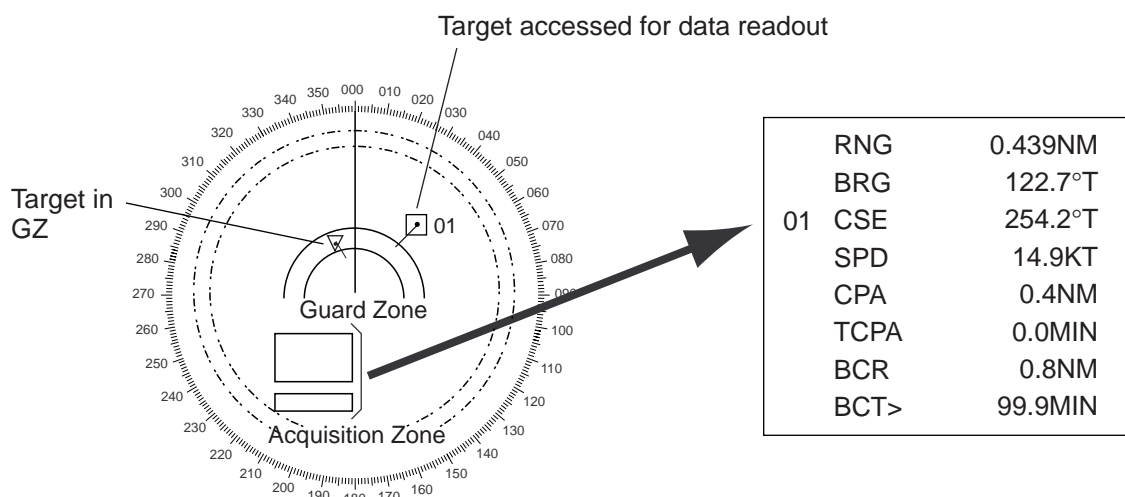 Target accessed for data readout
Target in
GZ
000
010
020
030
040
050
060
070
080
090
100
110
120
130
140
150
160
170
180
190
200
210
220
230
240
250
260
270
280
290
300
310
320
330
340
350
01
Guard Zone
Acquisition Zone
RNG 0.439NM
BRG 122.7°T
01 CSE 254.2°T
SPD 14.9KT
CPA 0.4NM
TCPA 0.0MIN
BCR 0.8NM
BCT> 99.9MIN